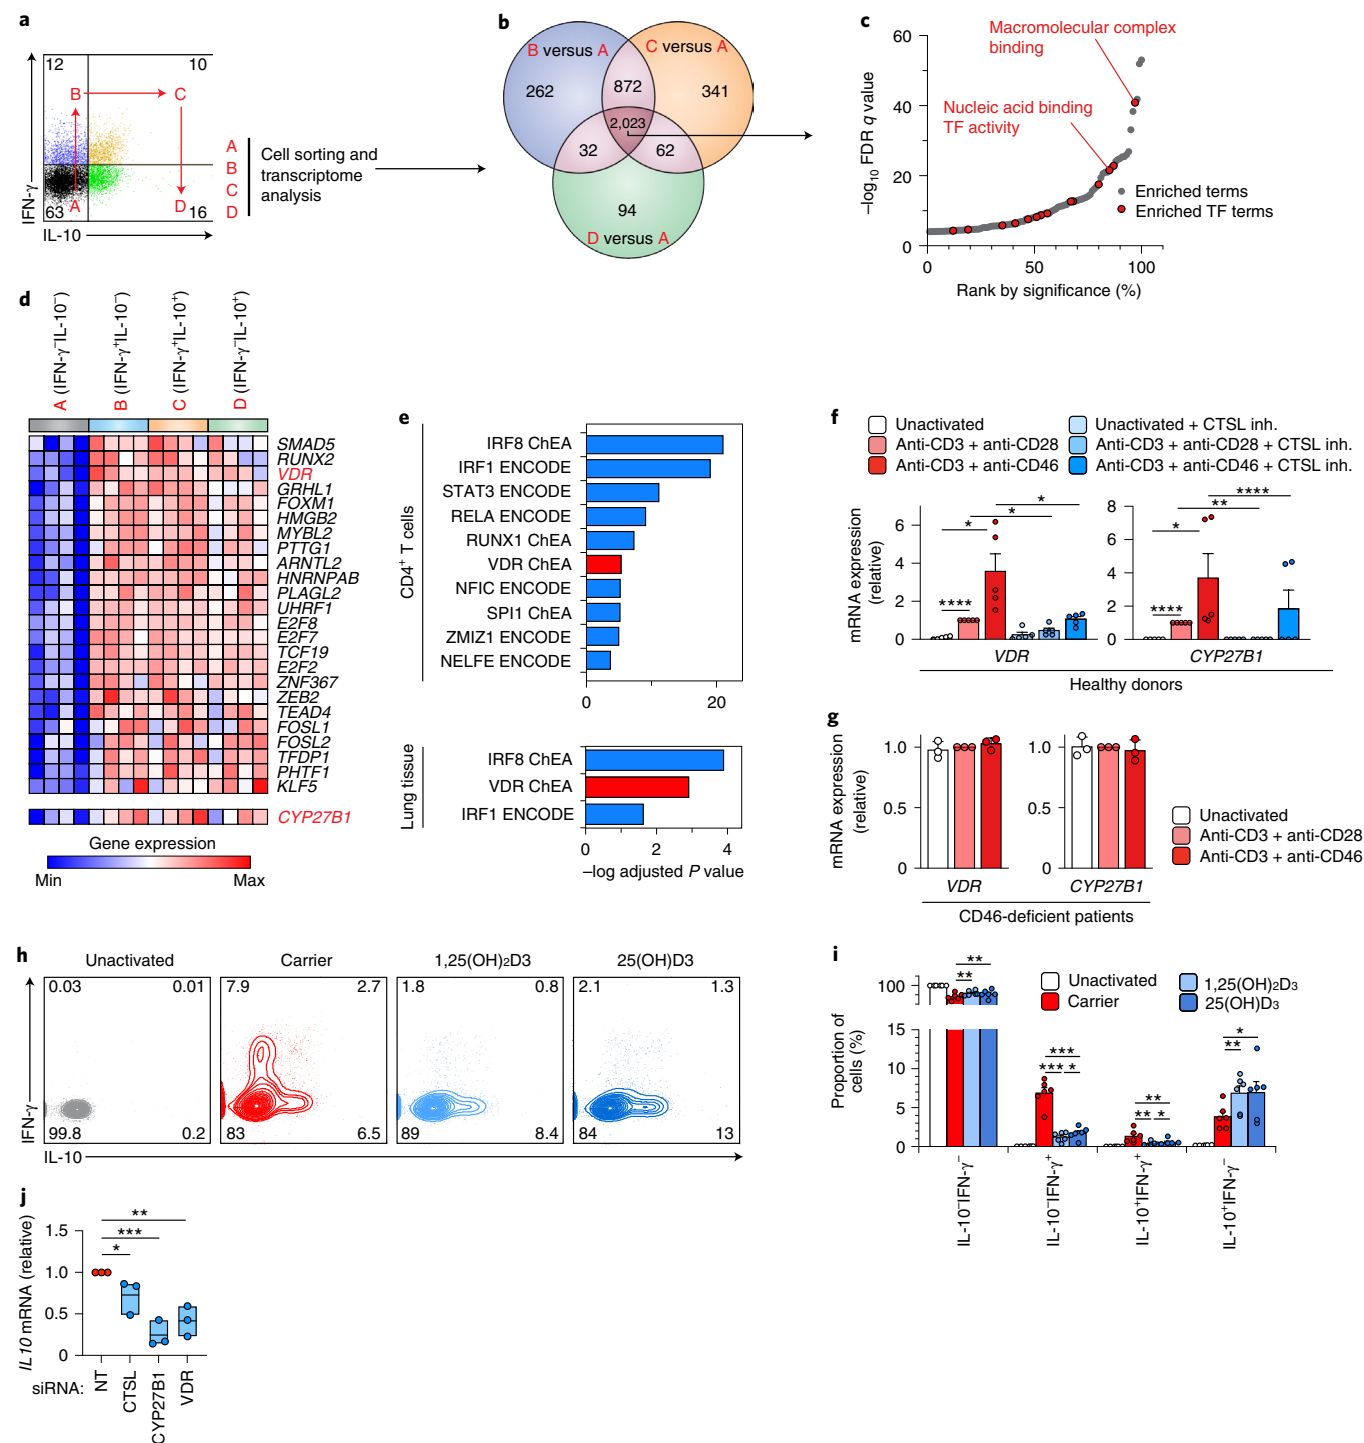 a
12
10
B
C
A
D
63
16
IFN-γ
IL-10
A
B
C
D
Cell sorting and
transcriptome
analysis
b
B versus A
C versus A
262
872
341
2,023
32
62
94
D versus A
c
Macromolecular complex
binding
Nucleic acid binding
TF activity
–log10 FDR q value
60
40
20
0
Enriched terms
Enriched TF terms
0
50
100
Rank by significance (%)
d
A (IFN-γ–IL-10–)
B (IFN-γ+IL-10–)
C (IFN-γ+IL-10+)
D (IFN-γ–IL-10+)
SMAD5
RUNX2
VDR
GRHL1
FOXM1
HMGB2
MYBL2
PTTG1
ARNTL2
HNRNPAB
PLAGL2
UHRF1
E2F8
E2F7
TCF19
E2F2
ZNF367
ZEB2
TEAD4
FOSL1
FOSL2
TFDP1
PHTF1
KLF5
CYP27B1
Gene expression
Min
Max
e
CD4+ T cells
IRF8 ChEA
IRF1 ENCODE
STAT3 ENCODE
RELA ENCODE
RUNX1 ChEA
VDR ChEA
NFIC ENCODE
SPI1 ChEA
ZMIZ1 ENCODE
NELFE ENCODE
0
20
Lung tissue
IRF8 ChEA
VDR ChEA
IRF1 ENCODE
0
2
4
–log adjusted P value
f
Unactivated
Anti-CD3 + anti-CD28
Anti-CD3 + anti-CD46
Unactivated + CTSL inh.
Anti-CD3 + anti-CD28 + CTSL inh.
Anti-CD3 + anti-CD46 + CTSL inh.
mRNA expression
(relative)
6
4
2
0
****
*
*
*
VDR
8
6
4
2
0
****
*
**
****
CYP27B1
Healthy donors
g
mRNA expression
(relative)
1.0
0.5
0
VDR
1.0
0.5
0
CYP27B1
CD46-deficient patients
Unactivated
Anti-CD3 + anti-CD28
Anti-CD3 + anti-CD46
h
Unactivated
Carrier
1,25(OH)2D3
25(OH)D3
0.03
0.01
7.9
2.7
1.8
0.8
2.1
1.3
99.8
0.2
83
6.5
89
8.4
84
13
IFN-γ
IL-10
i
Unactivated
Carrier
1,25(OH)2D3
25(OH)D3
Proportion of
cells (%)
100
15
10
5
0
**
**
***
***
*
**
**
*
*
**
IL-10–IFN-γ–
IL-10–IFN-γ+
IL-10+IFN-γ+
IL-10+IFN-γ–
j
IL10 mRNA (relative)
1.5
1.0
0.5
0
**
***
*
siRNA:
NT
CTSL
CYP27B1
VDR